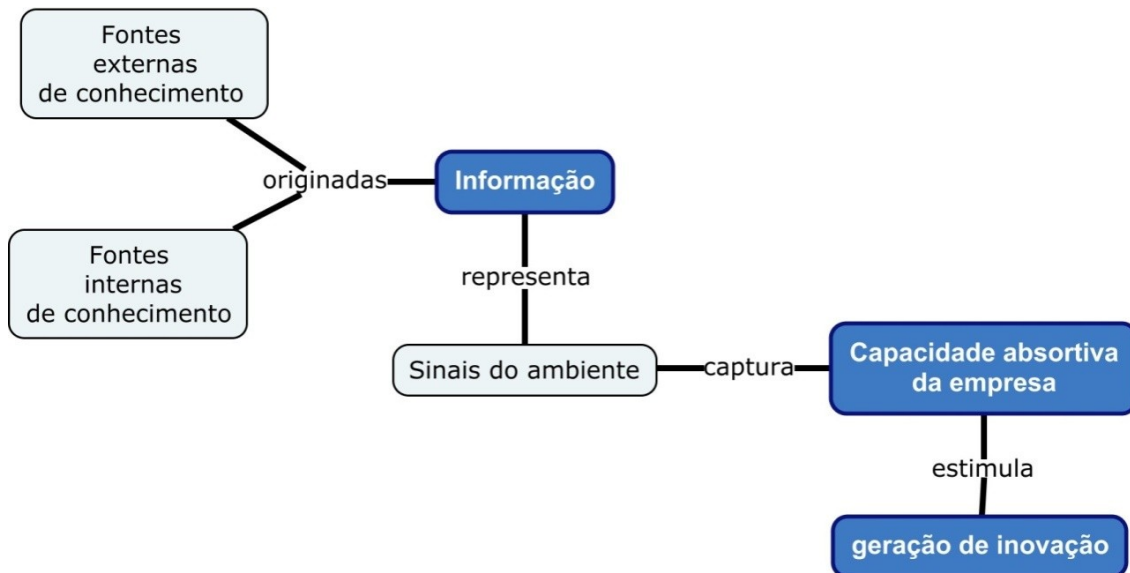 Fontes
externas
de conhecimento
originadas
Informação
Fontes
internas
de conhecimento
representa
Sinais do ambiente
captura
Capacidade absortiva
da empresa
estimula
geração de inovação